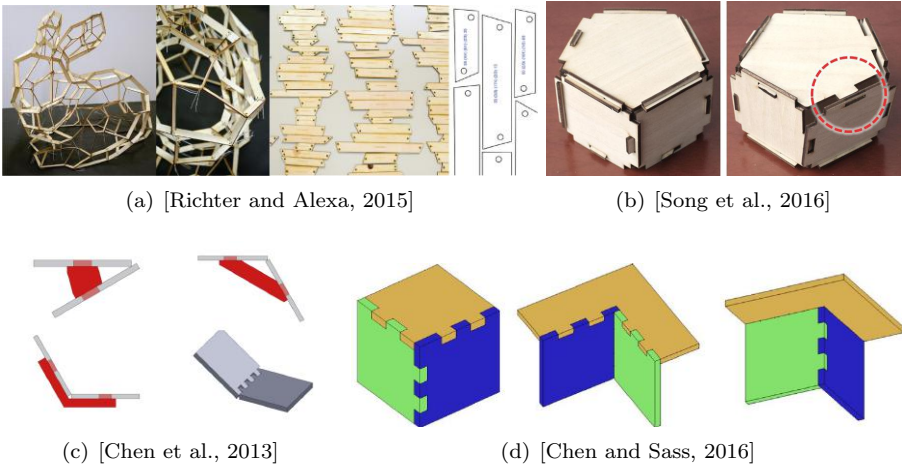 (a) [Richter and Alexa, 2015]
(b) [Song et al., 2016]
(c) [Chen et al., 2013]
(d) [Chen and Sass, 2016]